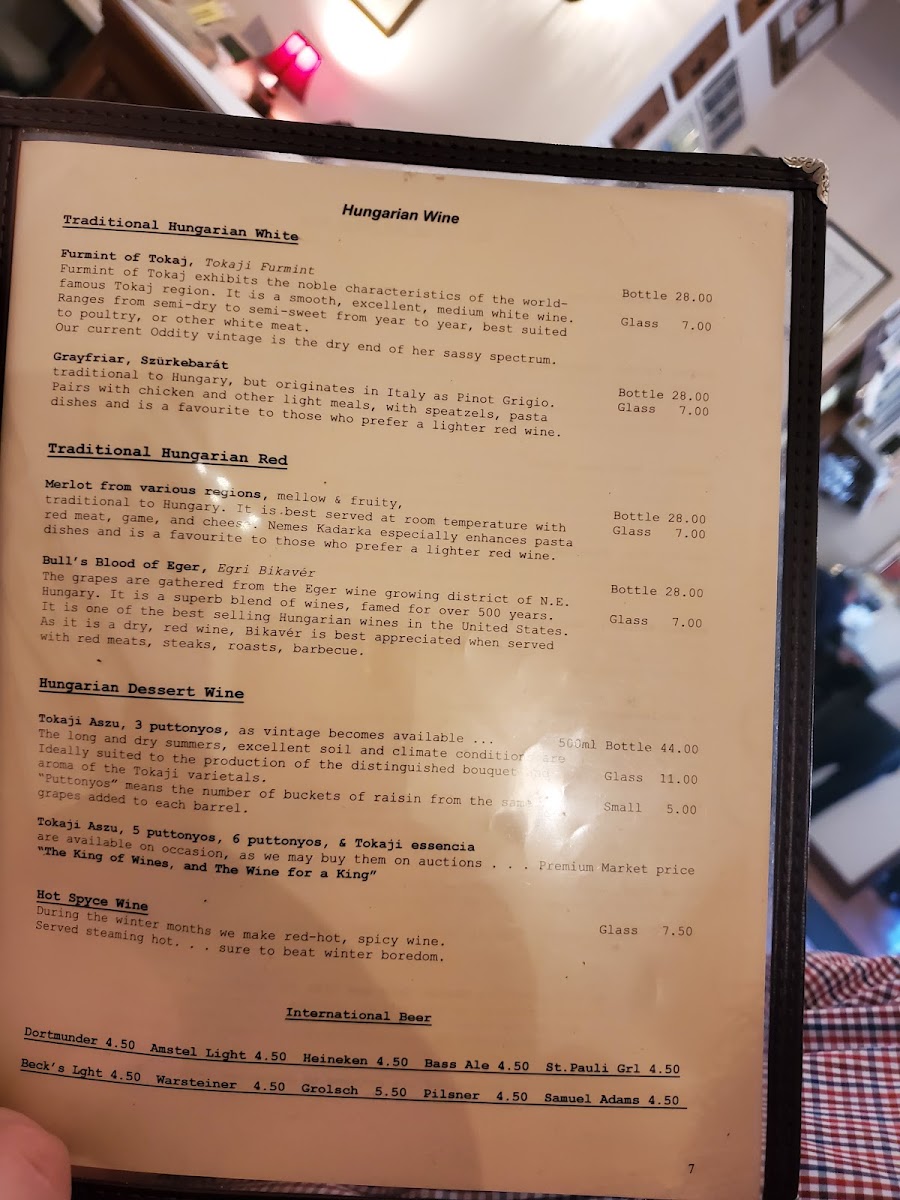 Hungarian Wine
Traditional Hungarian White
Furmint of Tokaj, Tokaji Furmint
Furmint of Tokaj exhibits the noble characteristics of the world- Bottle 28.00
famous Tokaj region. It is a smooth, excellent, medium white wine.
Ranges from semi-dry to semi-sweet from year to year, best suited Glass 7.00
to poultry, or other white meat.
Our current Oddity vintage is the dry end of her sassy spectrum.
Grayfriar, Szürkebarát
traditional to Hungary, but originates in Italy as Pinot Grigio. Bottle 28.00
Pairs with chicken and other light meals, with speatzels, pasta Glass 7.00
dishes and is a favourite to those who prefer a lighter red wine.
Traditional Hungarian Red
Merlot from various regions, mellow & fruity,
traditional to Hungary. It is best served at room temperature with Bottle 28.00
red meat, game, and cheese. Nemes Kadarka especially enhances pasta Glass 7.00
dishes and is a favourite to those who prefer a lighter red wine.
Bull's Blood of Eger, Egri Bikavér
The grapes are gathered from the Eger wine growing district of N.E. Bottle 28.00
Hungary. It is a superb blend of wines, famed for over 500 years.
It is one of the best selling Hungarian wines in the United States. Glass 7.00
As it is a dry, red wine, Bikavér is best appreciated when served
with red meats, steaks, roasts, barbecue.
Hungarian Dessert Wine
Tokaji Aszu, 3 puttonyos, as vintage becomes available ... 500ml Bottle 44.00
The long and dry summers, excellent soil and climate conditions are
Ideally suited to the production of the distinguished bouquet and Glass 11.00
aroma of the Tokaji varietals.
"Puttonyos" means the number of buckets of raisin from the same Small 5.00
grapes added to each barrel.
Tokaji Aszu, 5 puttonyos, 6 puttonyos, & Tokaji essencia
are available on occasion, as we may buy them on auctions . . . Premium Market price
"The King of Wines, and The Wine for a King"
Hot Spyce Wine
During the winter months we make red-hot, spicy wine. Glass 7.50
Served steaming hot. . . sure to beat winter boredom.
International Beer
Dortmunder 4.50 Amstel Light 4.50 Heineken 4.50 Bass Ale 4.50 St.Pauli Grl 4.50
Beck's Lght 4.50 Warsteiner 4.50 Grolsch 5.50 Pilsner 4.50 Samuel Adams 4.50
7